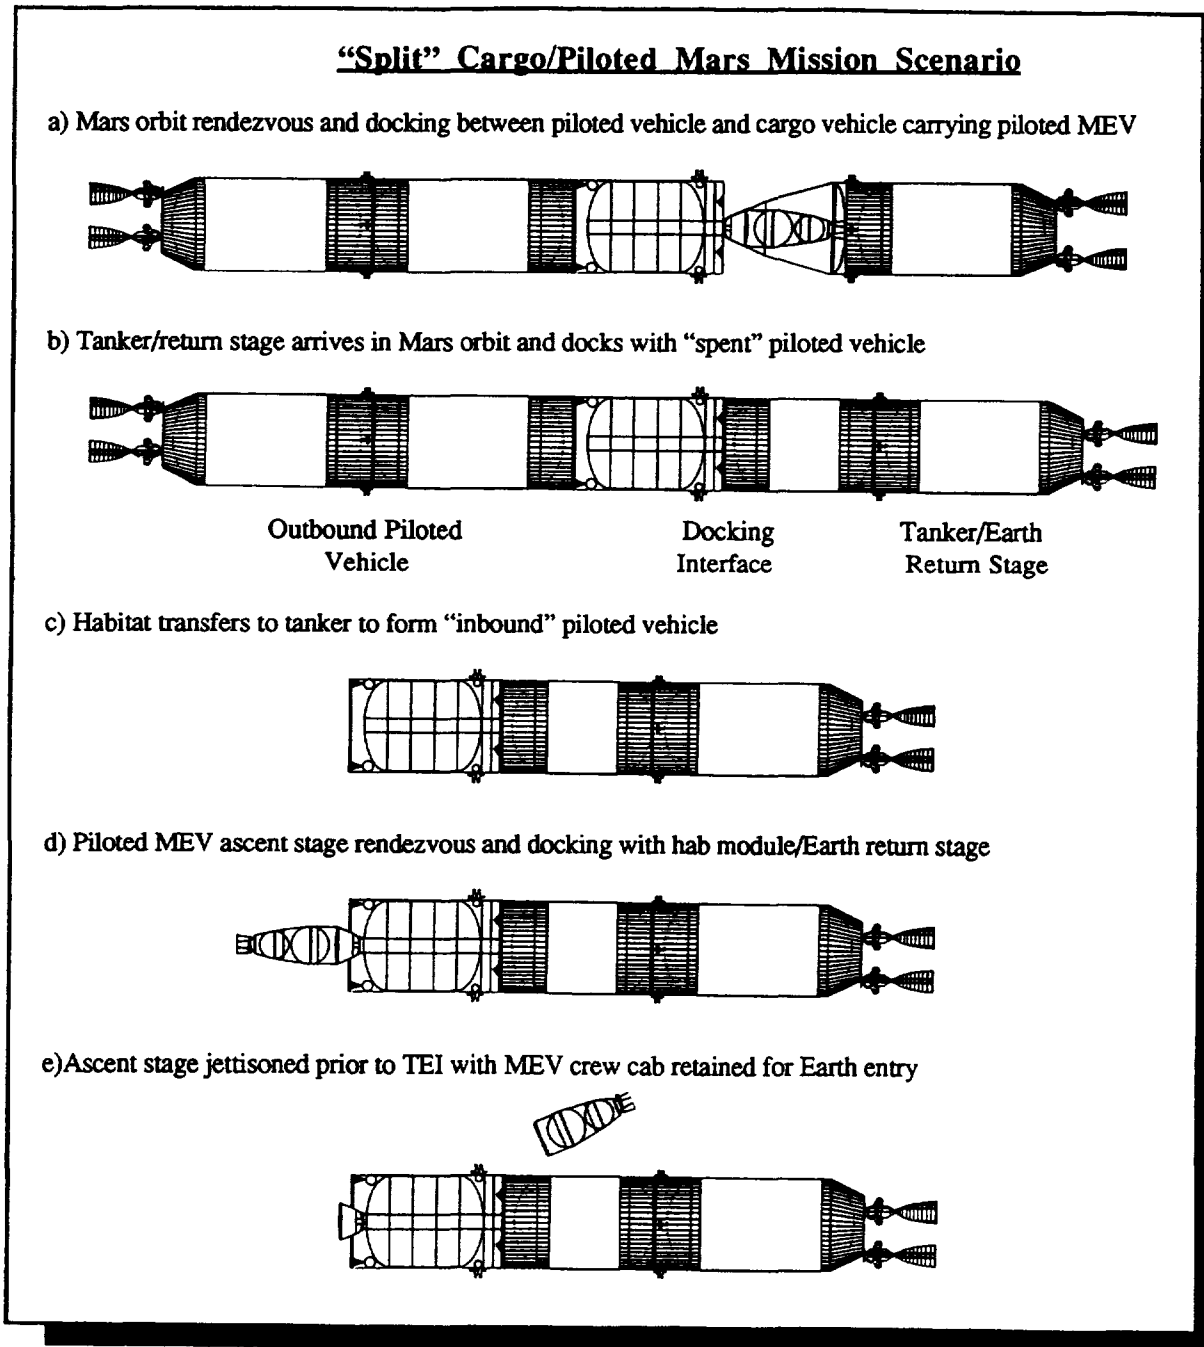 “Split” Cargo/Piloted Mars Mission Scenario
a) Mars orbit rendezvous and docking between piloted vehicle and cargo vehicle carrying piloted MEV
b) Tanker/return stage arrives in Mars orbit and docks with “spent” piloted vehicle
Outbound Piloted
Vehicle
Docking
Interface
Tanker/Earth
Return Stage
c) Habitat transfers to tanker to form “inbound” piloted vehicle
d) Piloted MEV ascent stage rendezvous and docking with hab module/Earth return stage
e)Ascent stage jettisoned prior to TEI with MEV crew cab retained for Earth entry